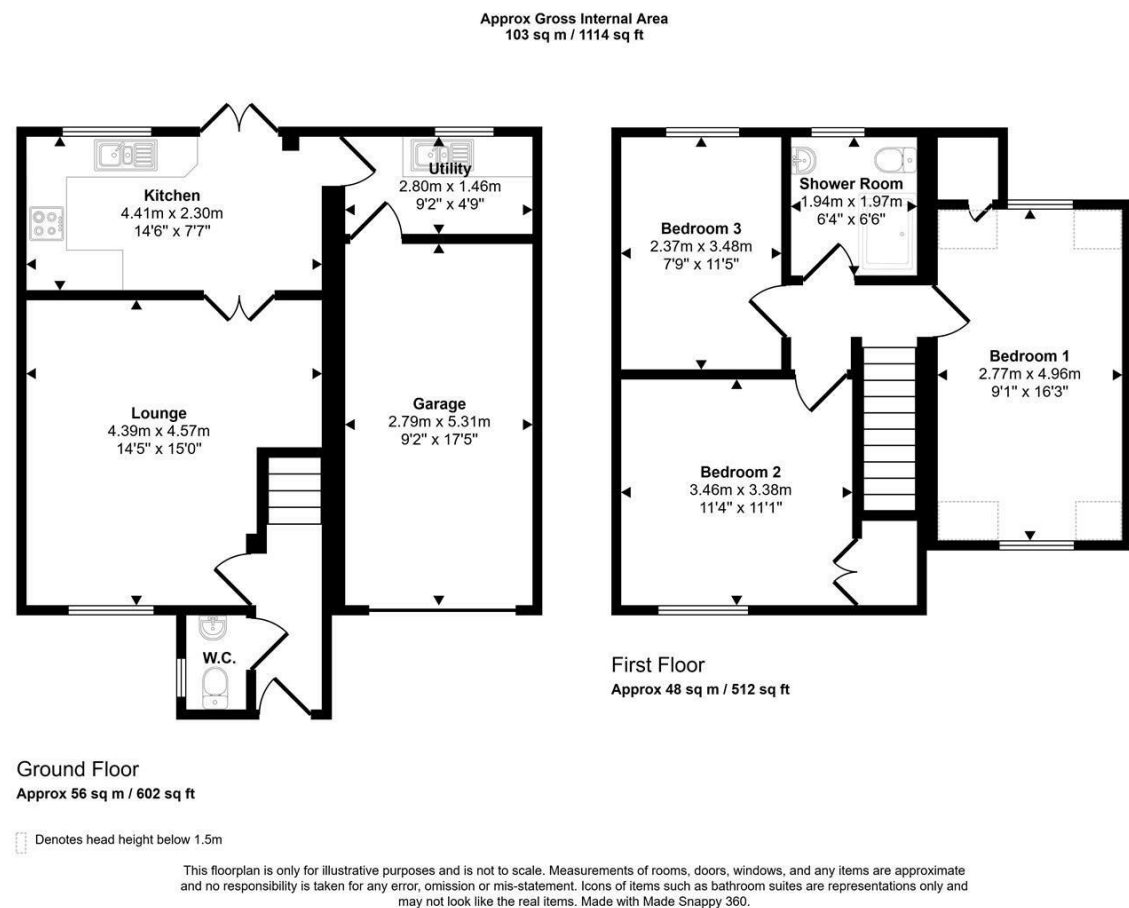 Approx Gross Internal Area
103 sq m / 1114 sq ft
Kitchen
4.41m x 2.30m
14'6" x 7'7"
Utility
2.80m x 1.46m
9'2" x 4'9"
Lounge
4.39m x 4.57m
14'5" x 15'0"
Garage
2.79m x 5.31m
9'2" x 17'5"
W.C.
Shower Room
1.94m x 1.97m
6'4" x 6'6"
Bedroom 3
2.37m x 3.48m
7'9" x 11'5"
Bedroom 1
2.77m x 4.96m
9'1" x 16'3"
Bedroom 2
3.46m x 3.38m
11'4" x 11'1"
First Floor
Approx 48 sq m / 512 sq ft
Ground Floor
Approx 56 sq m / 602 sq ft
Denotes head height below 1.5m
This floorplan is only for illustrative purposes and is not to scale. Measurements of rooms, doors, windows, and any items are approximate
and no responsibility is taken for any error, omission or mis-statement. Icons of items such as bathroom suites are representations only and
may not look like the real items. Made with Made Snappy 360.